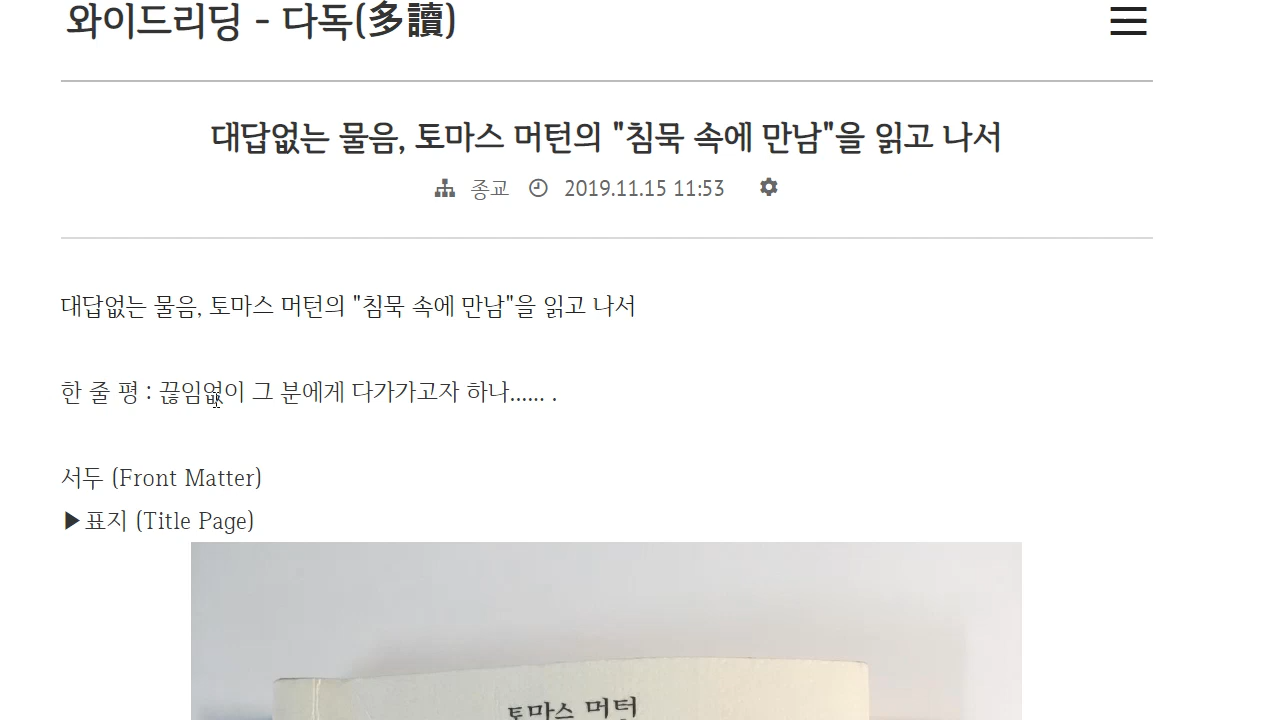 와이드리딩 - 다독(多讀)
대답없는 물음, 토마스 머턴의 "침묵 속에 만남"을 읽고 나서
종교 2019.11.15 11:53
대답없는 물음, 토마스 머턴의 "침묵 속에 만남"을 읽고 나서
한 줄 평 : 끊임없이 그 분에게 다가가고자 하나...... .
서두 (Front Matter)
▶표지 (Title Page)
토마스 머턴